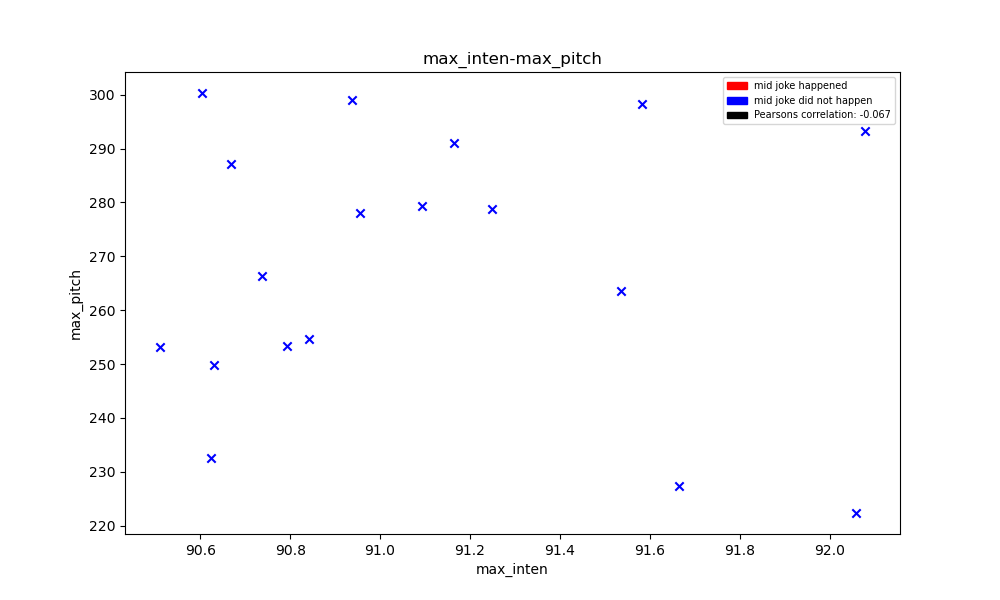 max_inten-max_pitch
mid joke happened
mid joke did not happen
Pearsons correlation: -0.067
max_pitch
300
290
280
270
260
250
240
230
220
90.6 90.8 91.0 91.2 91.4 91.6 91.8 92.0
max_inten